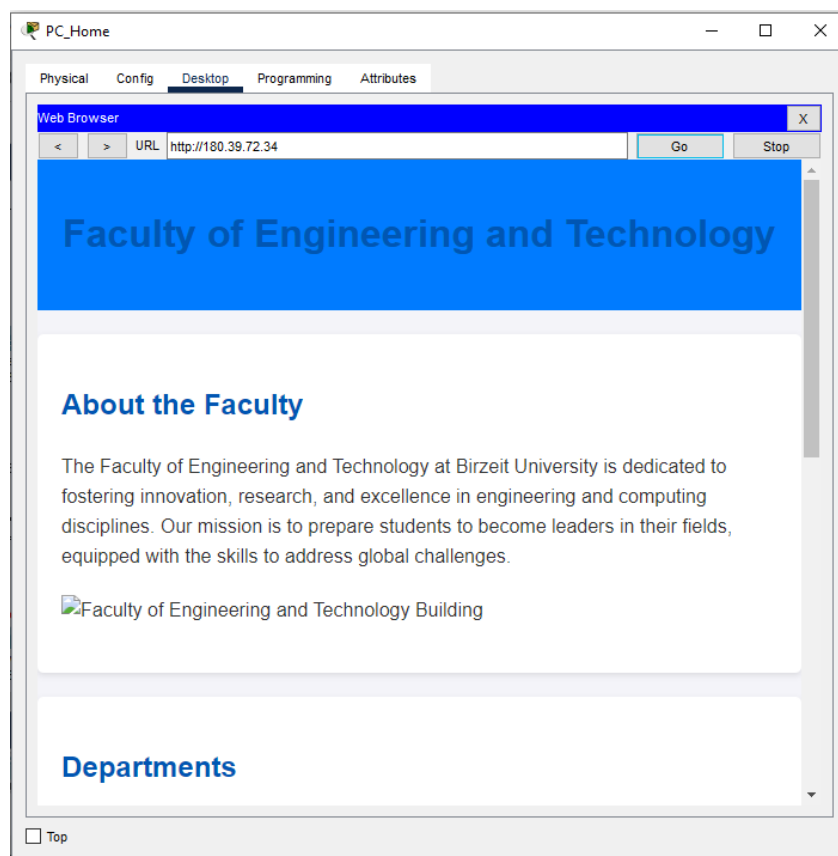 PC_Home
Physical Config Desktop Programming Attributes
Web Browser X
< > URL http://180.39.72.34 Go Stop
Faculty of Engineering and Technology
About the Faculty
The Faculty of Engineering and Technology at Birzeit University is dedicated to
fostering innovation, research, and excellence in engineering and computing
disciplines. Our mission is to prepare students to become leaders in their fields,
equipped with the skills to address global challenges.
Faculty of Engineering and Technology Building
Departments
Top